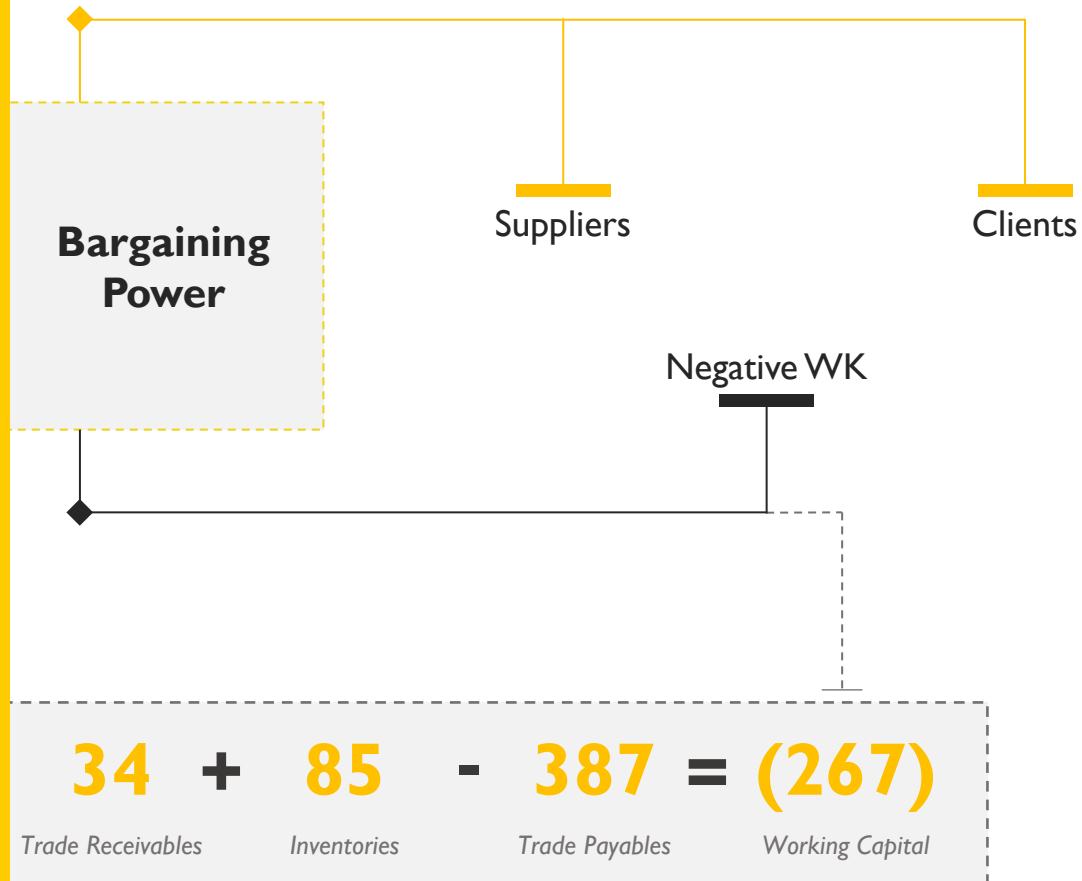 Suppliers
Clients
Bargaining
Power
Negative WK
34 + 85 - 387 = (267)
Trade Receivables Inventories Trade Payables Working Capital